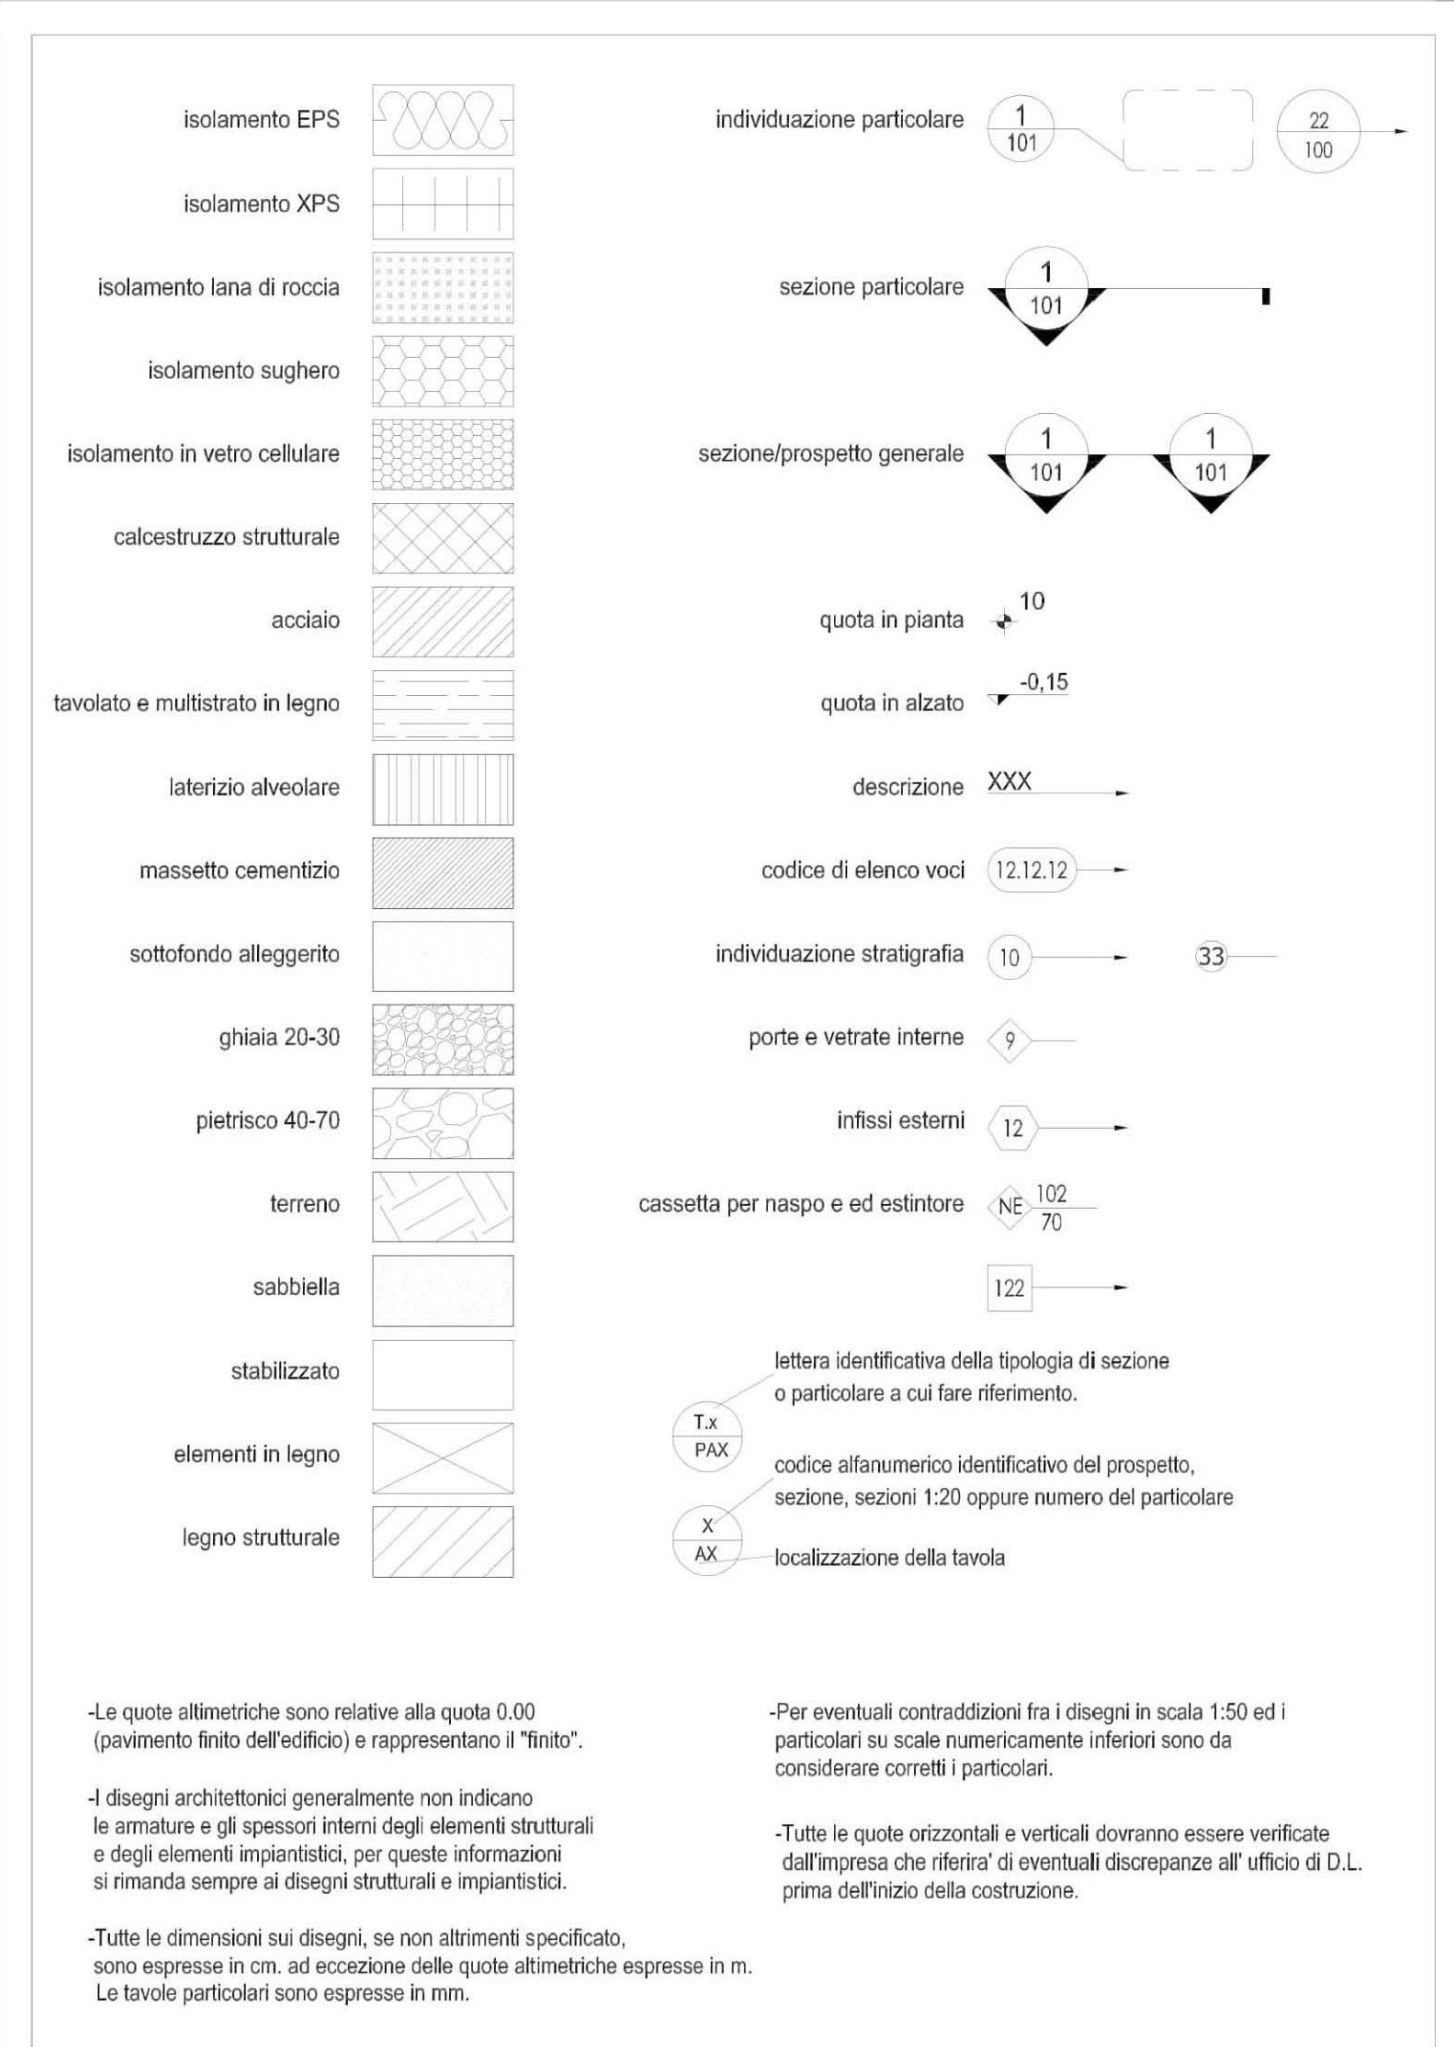 isolamento EPS
isolamento XPS
isolamento lana di roccia
isolamento sughero
isolamento in vetro cellulare
calcestruzzo strutturale
acciaio
tavolato e multistrato in legno
laterizio alveolare
massetto cementizio
sottofondo alleggerito
ghiaia 20-30
pietrisco 40-70
terreno
sabbiella
stabilizzato
elementi in legno
legno strutturale
individuazione particolare
1
101
22
100
sezione particolare
1
101
sezione/prospetto generale
1
101
1
101
quota in pianta
10
quota in alzato
-0,15
descrizione
XXX
codice di elenco voci
12.12.12
individuazione stratigrafia
10
33
porte e vetrate interne
9
infissi esterni
12
cassetta per naspo e ed estintore
NE
102
70
122
lettera identificativa della tipologia di sezione
o particolare a cui fare riferimento.
T.x
PAX
codice alfanumerico identificativo del prospetto,
sezione, sezioni 1:20 oppure numero del particolare
X
AX
localizzazione della tavola
-Le quote altimetriche sono relative alla quota 0.00
(pavimento finito dell'edificio) e rappresentano il "finito".
-I disegni architettonici generalmente non indicano
le armature e gli spessori interni degli elementi strutturali
e degli elementi impiantistici, per queste informazioni
si rimanda sempre ai disegni strutturali e impiantistici.
-Tutte le dimensioni sui disegni, se non altrimenti specificato,
sono espresse in cm. ad eccezione delle quote altimetriche espresse in m.
Le tavole particolari sono espresse in mm.
-Per eventuali contraddizioni fra i disegni in scala 1:50 ed i
particolari su scale numericamente inferiori sono da
considerare corretti i particolari.
-Tutte le quote orizzontali e verticali dovranno essere verificate
dall'impresa che riferira' di eventuali discrepanze all' ufficio di D.L.
prima dell'inizio della costruzione.